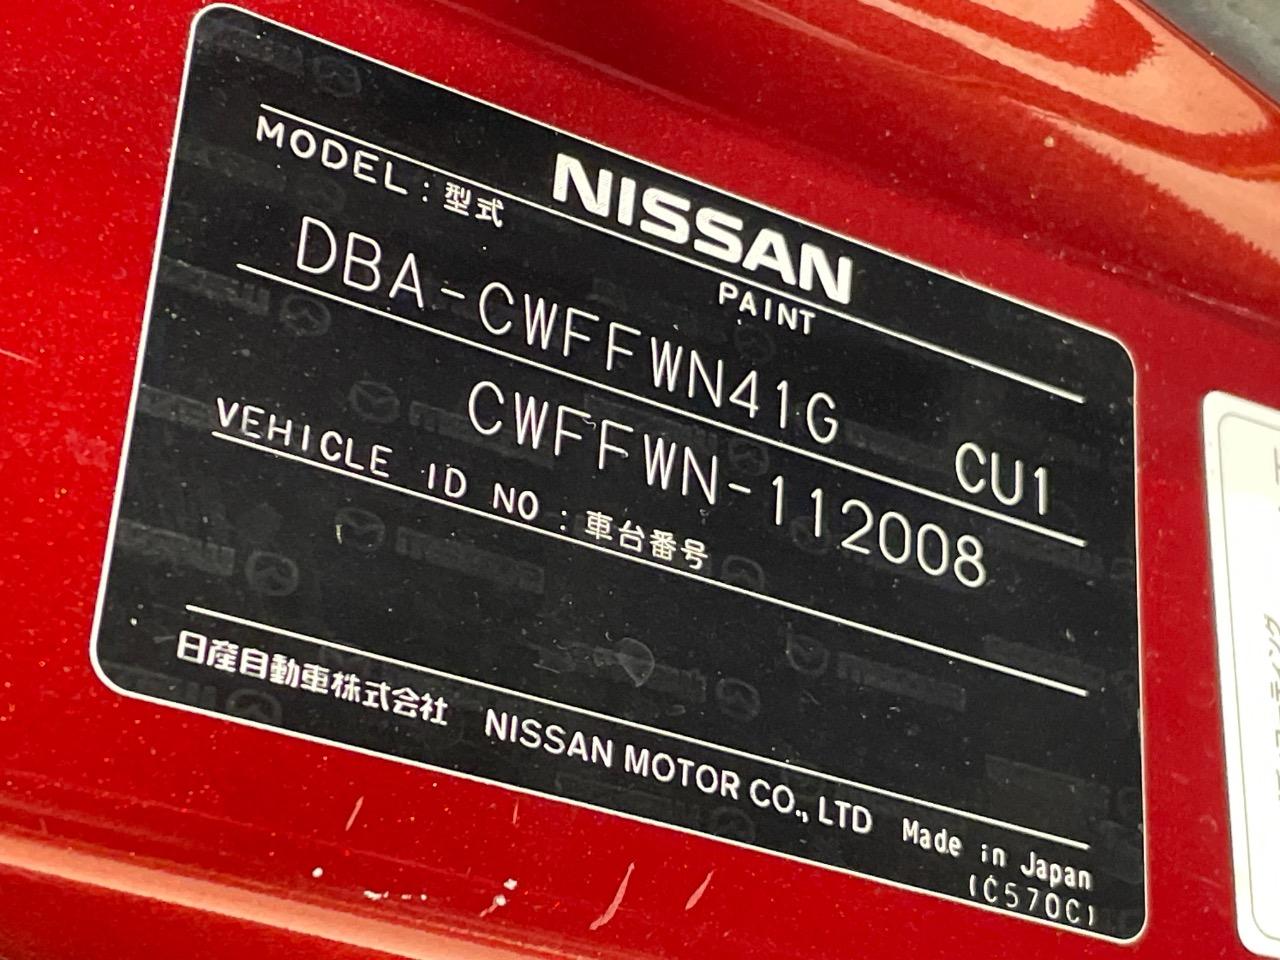 NISSAN
MODEL : 型式
PAINT
DBA-CWFFWN41G CU1
CWFFWN-112008
VEHICLE ID NO : 車台番号
日産自動車株式会社 NISSAN MOTOR CO., LTD Made in Japan
(C570C)